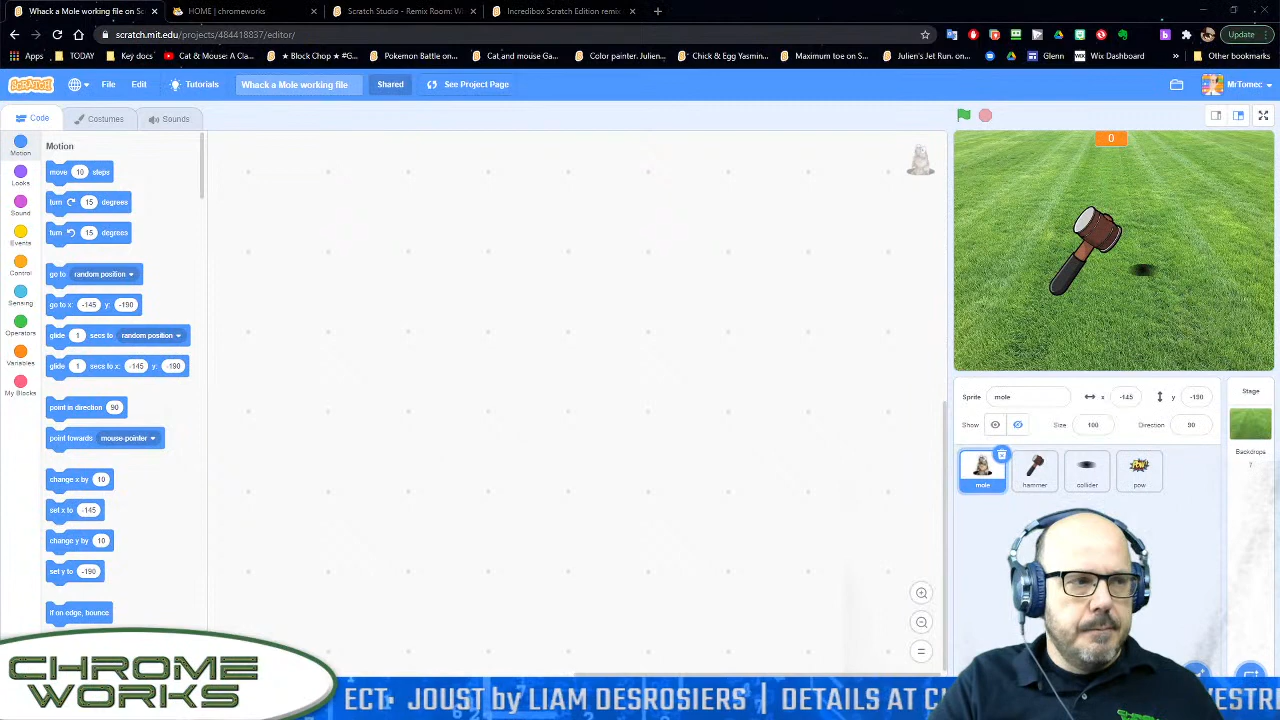 Whack a Mole working file on S
HOME | chromeworks
Scratch Studio - Remix Room: W
Incredibox Scratch Edition remix
scratch.mit.edu/projects/484418837/editor/
Update
Apps
TODAY
Key
Cat & Mouse: A Clo
★ Block Chop ★ #G...
Pokemon Battle on...
Cat and mouse Ga...
Color painter, Julien...
Chick & Egg Yasmin...
Maximum toe on S...
Julien's Jet Run. on
Glenn
Wix Dashboard
Other bookmarks
SCRATCH
File
Edit
Tutorials
Whack a Mole working file
Shared
See Project Page
MrTomec
Code
Costumes
Sounds
Motion
Looks
Sound
Events
Control
Sensing
Operators
Variables
My Blocks
Motion
move 10 steps
turn 15 degrees
turn 15 degrees
go to random position
go to x: -145 y: -190
glide 1 secs to random position
glide 1 secs to x: -145 y: -190
point in direction 90
point towards mouse-pointer
change x by 10
set x to -145
change y by 10
set y to -190
if on edge, bounce
0
Sprite mole x -145 y -190
Show Size 100 Direction 90
mole
hammer
collider
POW
pow
Stage
Backdrops
7
CHROME
WORKS
ECT: JOUST by LIAM DESROSIERS | DETAILS AT C